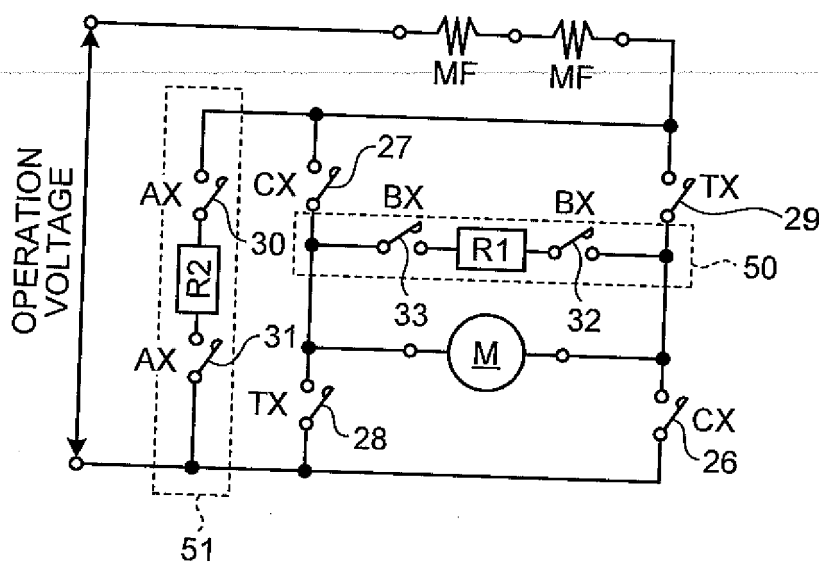 MF MF
OPERATION
VOLTAGE
AX
30
R2
31
AX
51
CX
27
BX
BX
TX
29
R1
33
32
50
M
TX
28
CX
26